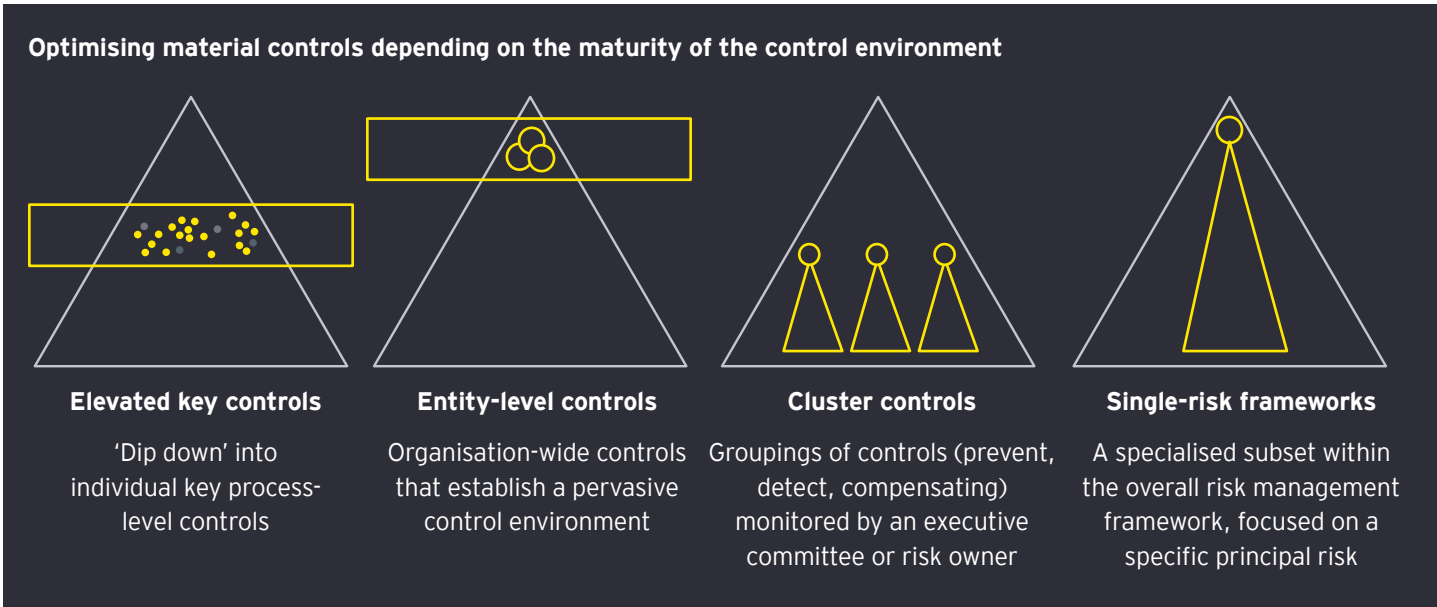 Optimising material controls depending on the maturity of the control environment
Elevated key controls
‘Dip down’ into
individual key process-
level controls
Entity-level controls
Organisation-wide controls
that establish a pervasive
control environment
Cluster controls
Groupings of controls (prevent,
detect, compensating)
monitored by an executive
committee or risk owner
Single-risk frameworks
A specialised subset within
the overall risk management
framework, focused on a
specific principal risk